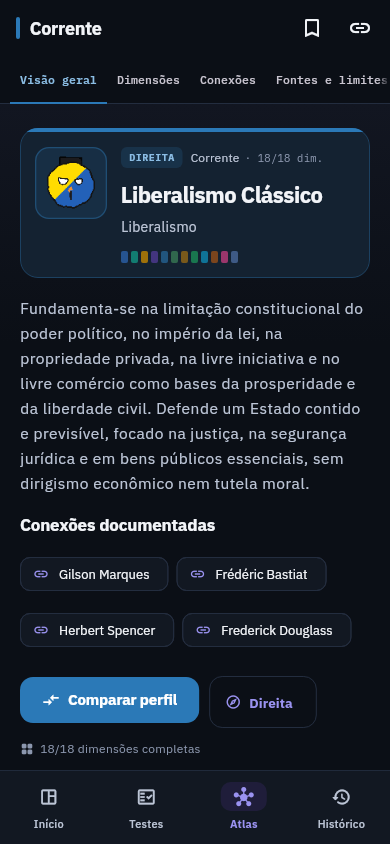 Corrente
Visão geral Dimensões Conexões Fontes e limites
DIREITA Corrente · 18/18 dim.
Liberalismo Clássico
Liberalismo
Fundamenta-se na limitação constitucional do
poder político, no império da lei, na
propriedade privada, na livre iniciativa e no
livre comércio como bases da prosperidade e
da liberdade civil. Defende um Estado contido
e previsível, focado na justiça, na segurança
jurídica e em bens públicos essenciais, sem
dirigismo econômico nem tutela moral.
Conexões documentadas
Gilson Marques Frédéric Bastiat
Herbert Spencer Frederick Douglass
Comparar perfil Direita
18/18 dimensões completas
Início Testes Atlas Histórico